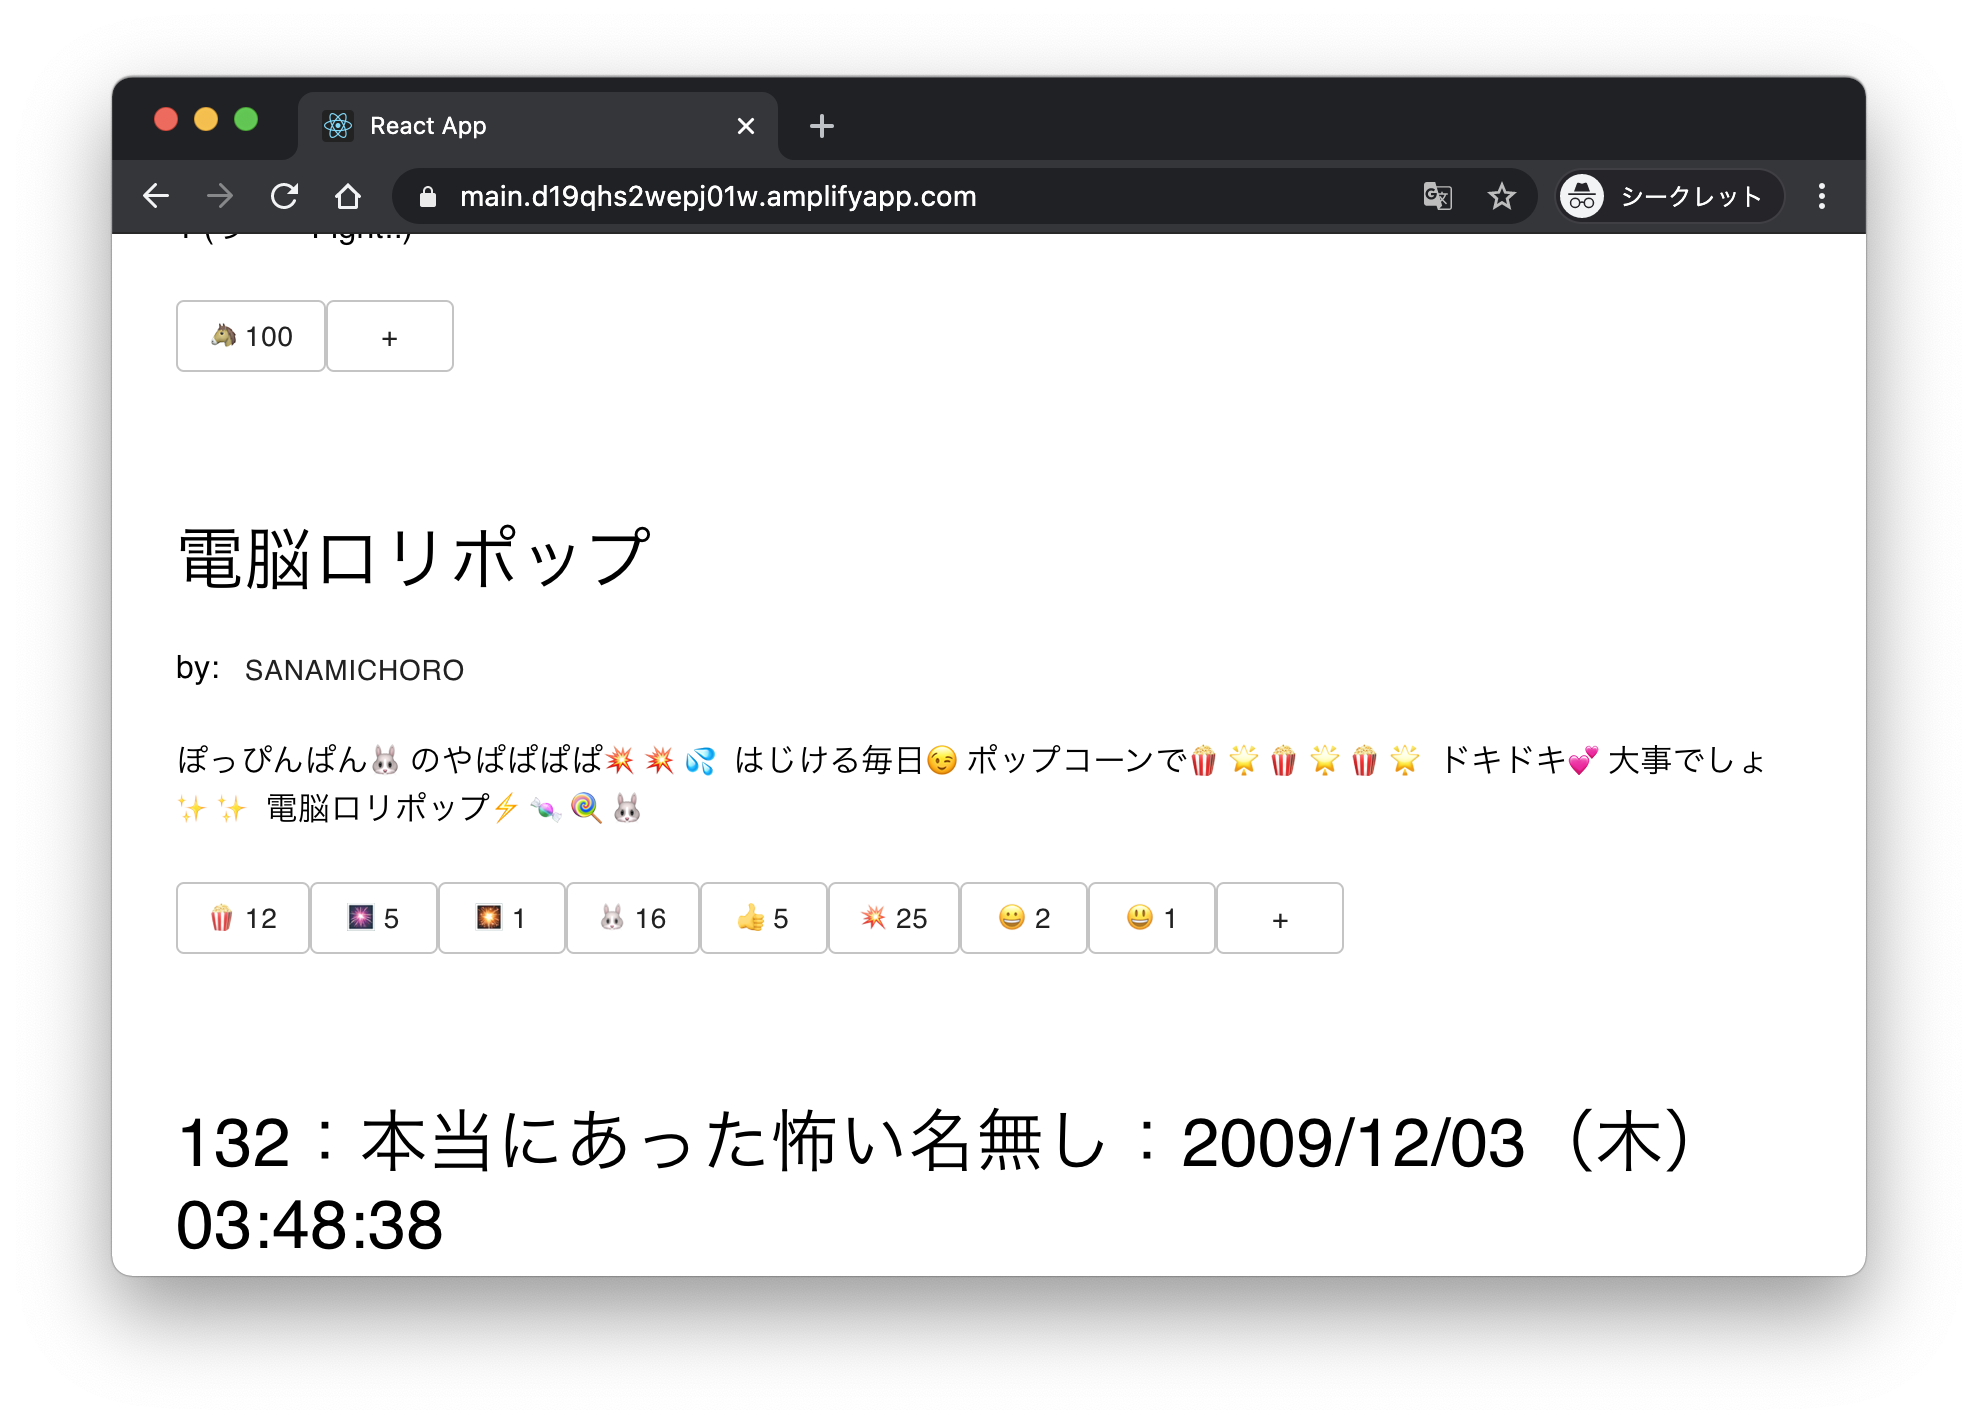 React App
main.d19qhs2wepj01w.amplifyapp.com
シークレット
🐴 100
+
電脳ロリポップ
by: SANAMICHORO
ぽっぴんぱん🐰 のやぱぱぱぱ💥 💥 💦 はじける毎日😉 ポップコーンで🍿 🌟 🍿 🌟 🍿 🌟 ドキドキ💕 大事でしょ
✨ ✨ 電脳ロリポップ⚡ 🍬 🍭 🐰
🍿 12
🎆 5
🎇 1
🐰 16
👍 5
💥 25
😀 2
😃 1
+
132：本当にあった怖い名無し：2009/12/03（木）
03:48:38